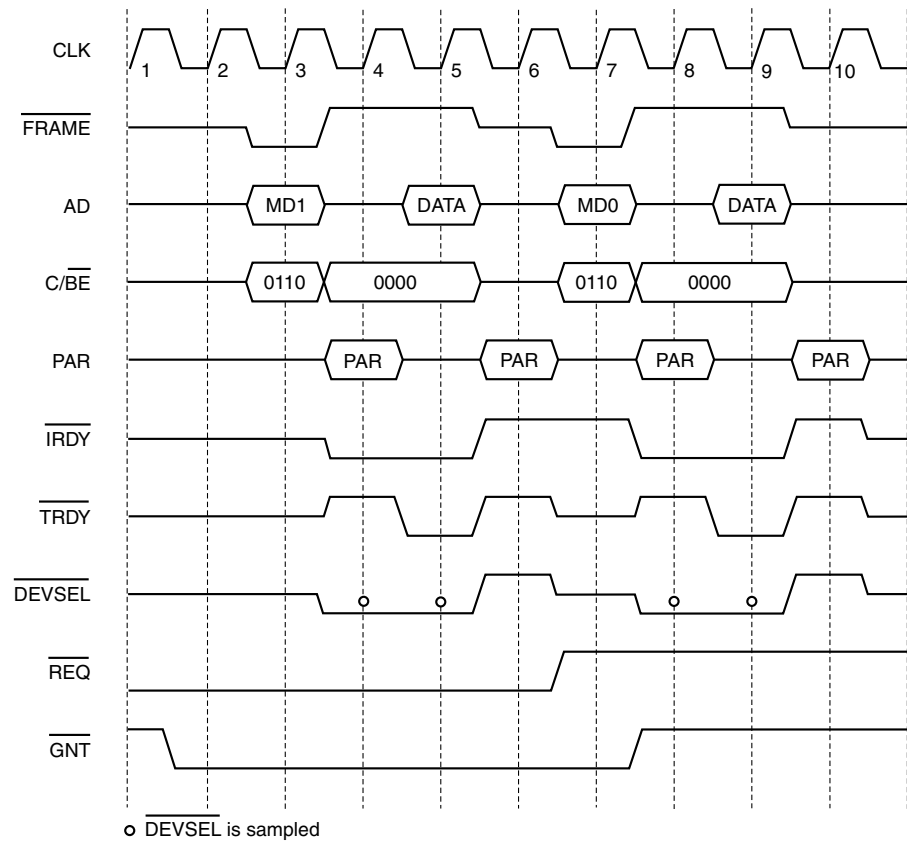 CLK
1 2 3 4 5 6 7 8 9 10
FRAME
AD
MD1 DATA MD0 DATA
C/BE
0110 0000 0110 0000
PAR
PAR PAR PAR PAR
IRDY
TRDY
DEVSEL
REQ
GNT
DEVSEL is sampled